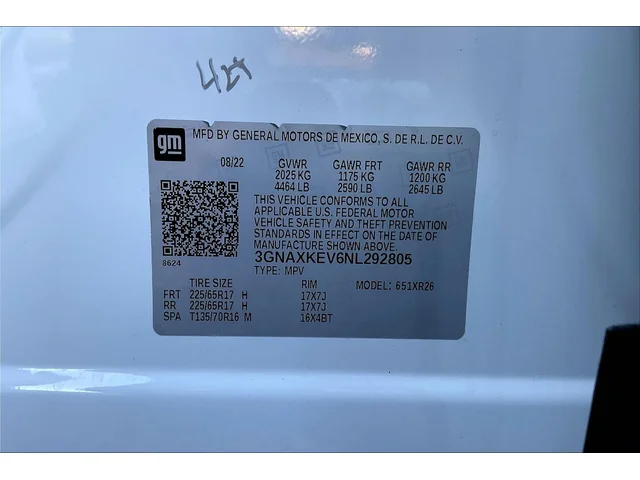 424
gm
MFD BY GENERAL MOTORS DE MEXICO, S. DE R.L. DE C.V.
08/22 GVWR GAWR FRT GAWR RR
2025 KG 1175 KG 1200 KG
4464 LB 2590 LB 2645 LB
THIS VEHICLE CONFORMS TO ALL
APPLICABLE U.S. FEDERAL MOTOR
VEHICLE SAFETY AND THEFT PREVENTION
STANDARDS IN EFFECT ON THE DATE OF
MANUFACTURE SHOWN ABOVE.
3GNAXKEV6NL292805
8624 TYPE: MPV
TIRE SIZE RIM MODEL: 651XR26
FRT 225/65R17 H 17X7J
RR 225/65R17 H 17X7J
SPA T135/70R16 M 16X4BT